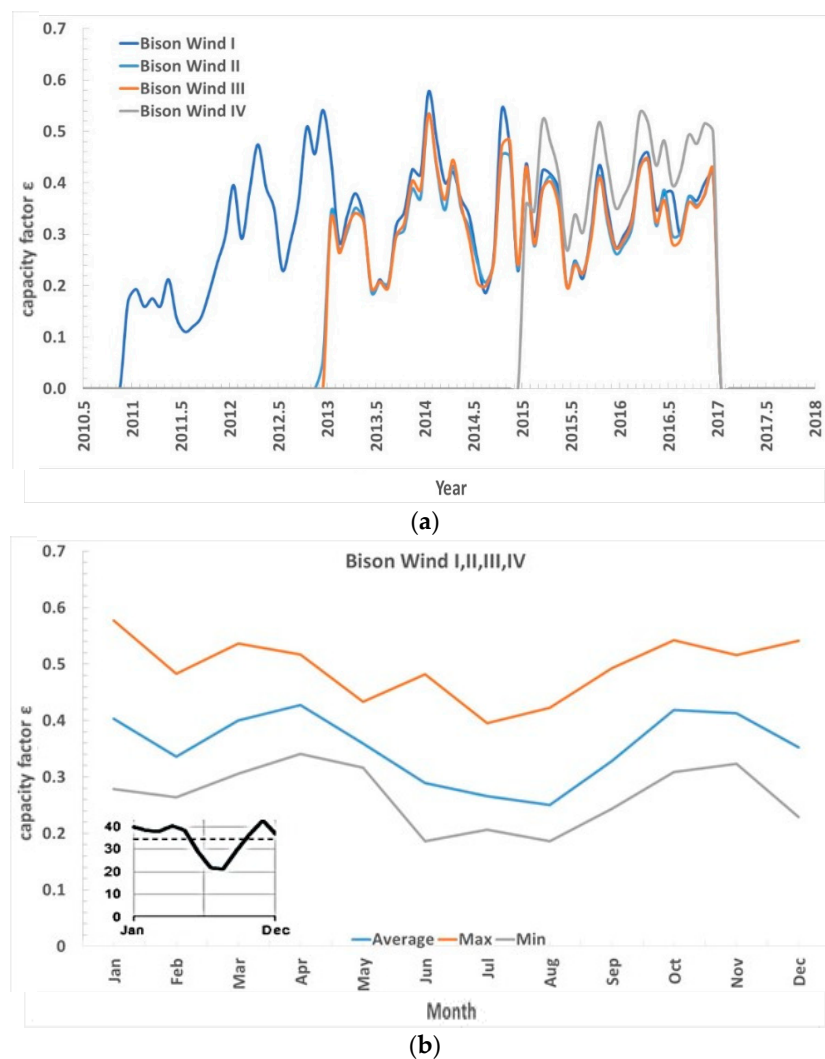 0.7
0.6
0.5
0.4
0.3
0.2
0.1
0.0
capacity factor ε
Bison Wind I
Bison Wind II
Bison Wind III
Bison Wind IV
2010.5 2011 2011.5 2012 2012.5 2013 2013.5 2014 2014.5 2015 2015.5 2016 2016.5 2017 2017.5 2018
Year
(a)
Bison Wind I,II,III,IV
0.7
0.6
0.5
0.4
0.3
0.2
0.1
0
capacity factor ε
40
30
20
10
0
Jan Dec
Average Max Min
Jan Feb Mar Apr May Jun Jul Aug Sep Oct Nov Dec
Month
(b)